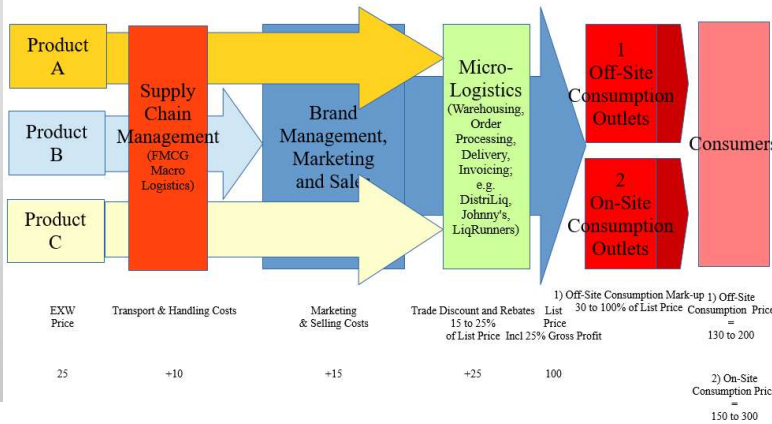 Product
A
Product
B
Product
C
Supply
Chain
Management
(FMCG
Macro
Logistics)
Brand
Management,
Marketing
and Sales
Micro-
Logistics
(Warehousing,
Order
Processing,
Delivery,
Invoicing;
e.g.
DistriLiq,
Johnny's,
LiqRunners)
1
Off-Site
Consumption
Outlets
2
On-Site
Consumption
Outlets
Consumers
EXW
Price
Transport & Handling Costs
Marketing
& Selling Costs
Trade Discount and Rebates
15 to 25%
of List Price
List
Price
Incl 25% Gross Profit
1) Off-Site Consumption Mark-up
30 to 100% of List Price
1) Off-Site
Consumption Price
=
130 to 200
25
+10
+15
+25
100
2) On-Site
Consumption Price
=
150 to 300